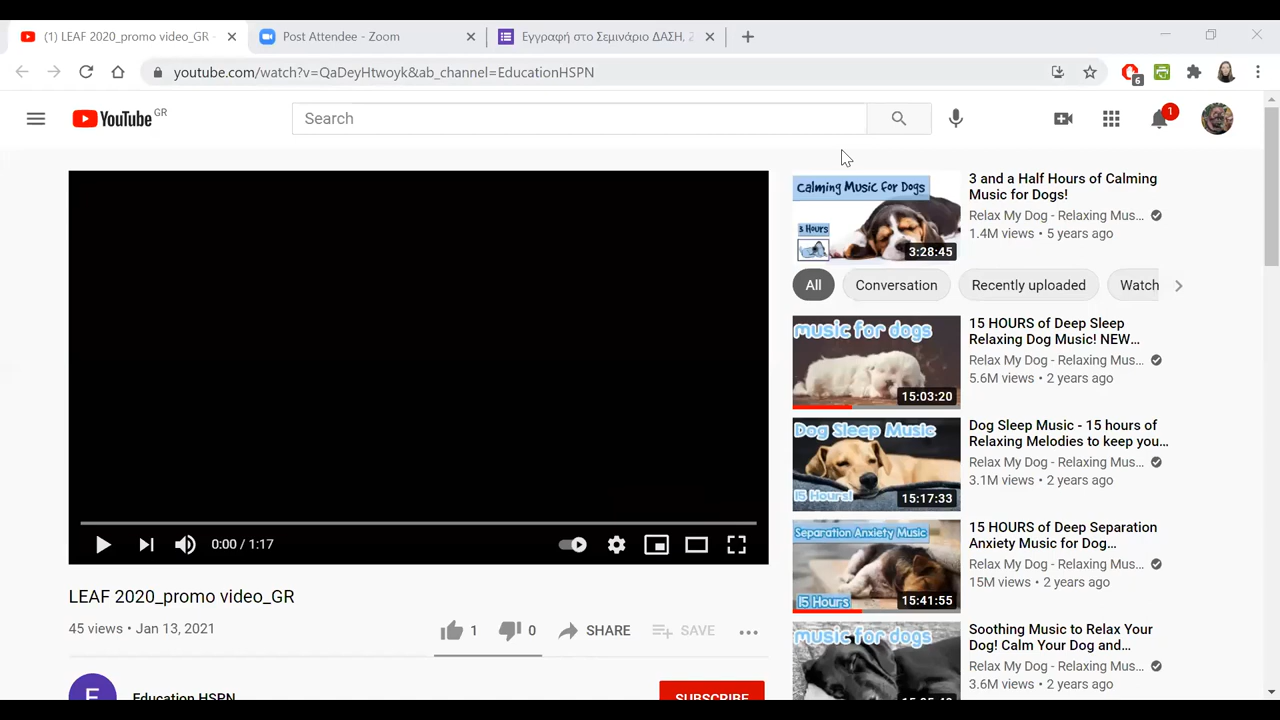 (1) LEAF 2020_promo video_GR -
Post Attendee - Zoom
Εγγραφή στο Σεμινάριο ΔΑΣΗ, 2
youtube.com/watch?v=QaDeyHtwoyk&ab_channel=EducationHSPN
6
YouTube GR
Search
1
Calming Music For Dogs
3 Hours
3:28:45
3 and a Half Hours of Calming
Music for Dogs!
Relax My Dog - Relaxing Mus...
1.4M views • 5 years ago
All
Conversation
Recently uploaded
Watch
music for dogs
15:03:20
15 HOURS of Deep Sleep
Relaxing Dog Music! NEW...
Relax My Dog - Relaxing Mus...
5.6M views • 2 years ago
Dog Sleep Music
15 Hours!
15:17:33
Dog Sleep Music - 15 hours of
Relaxing Melodies to keep you...
Relax My Dog - Relaxing Mus...
3.1M views • 2 years ago
Separation Anxiety Music
15 Hours
15:41:55
15 HOURS of Deep Separation
Anxiety Music for Dog...
Relax My Dog - Relaxing Mus...
15M views • 2 years ago
music for dogs
Soothing Music to Relax Your
Dog! Calm Your Dog and...
Relax My Dog - Relaxing Mus...
3.6M views • 2 years ago
0:00 / 1:17
LEAF 2020_promo video_GR
45 views • Jan 13, 2021
1
0
SHARE
SAVE
E
Education HSPN
SUBSCRIBE